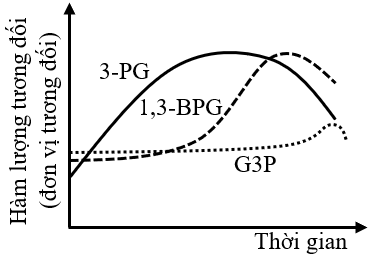 Hàm lượng tương đối
(đơn vị tương đối)
3-PG
1,3-BPG
G3P
Thời gian